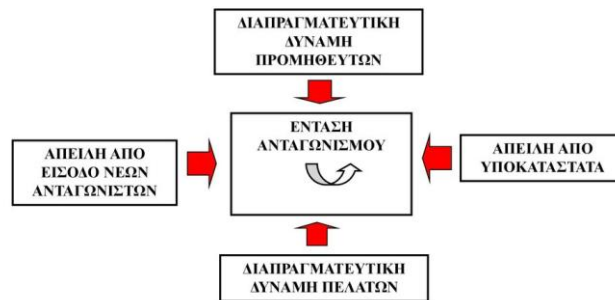 ΔΙΑΠΡΑΓΜΑΤΕΥΤΙΚΗ
ΔΥΝΑΜΗ
ΠΡΟΜΗΘΕΥΤΩΝ
ΕΝΤΑΣΗ
ΑΝΤΑΓΩΝΙΣΜΟΥ
ΑΠΕΙΛΗ ΑΠΟ
ΕΙΣΟΔΟ ΝΕΩΝ
ΑΝΤΑΓΩΝΙΣΤΩΝ
ΑΠΕΙΛΗ ΑΠΟ
ΥΠΟΚΑΤΑΣΤΑΤΑ
ΔΙΑΠΡΑΓΜΑΤΕΥΤΙΚΗ
ΔΥΝΑΜΗ ΠΕΛΑΤΩΝ